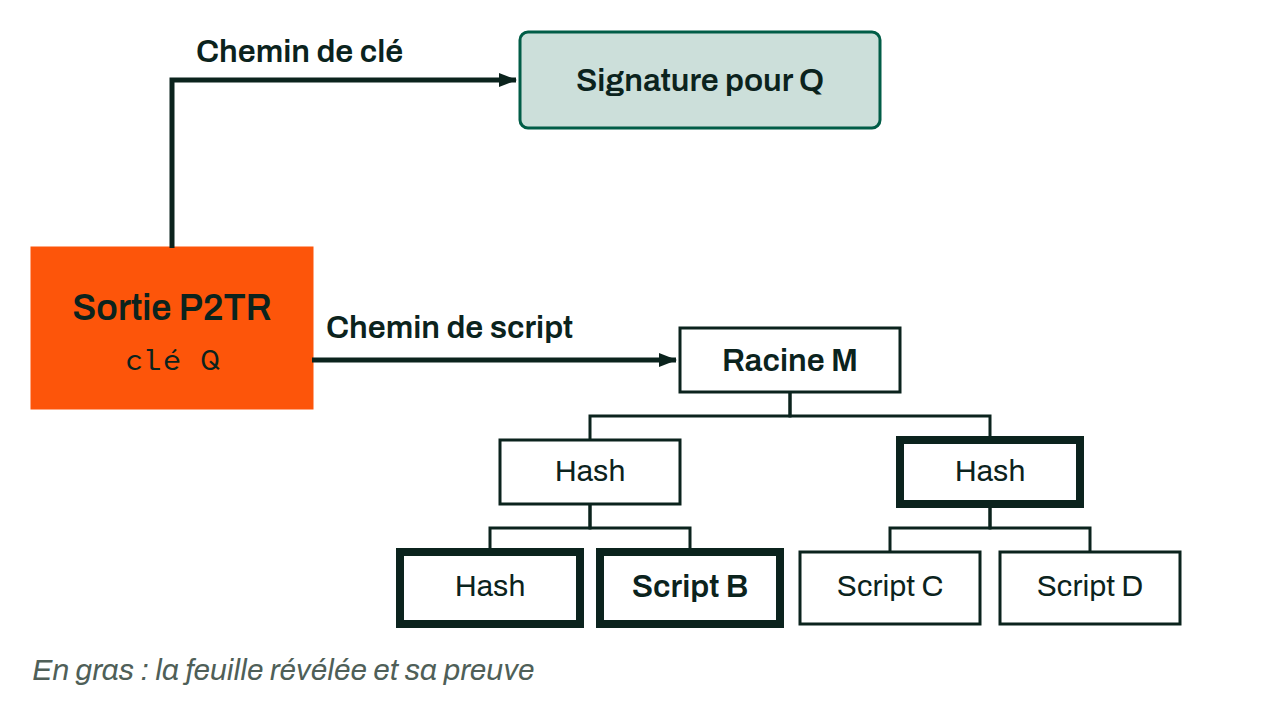 Chemin de clé
Signature pour Q
Sortie P2TR
clé Q
Chemin de script
Racine M
Hash
Hash
Hash
Script B
Script C
Script D
En gras : la feuille révélée et sa preuve